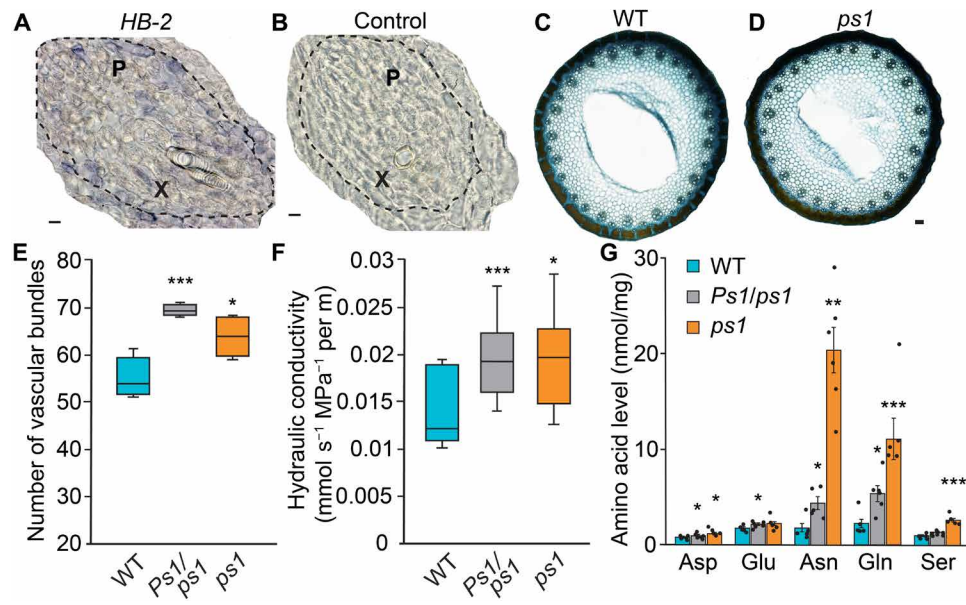 A HB-2
P
X
B Control
P
X
C WT
D ps1
E
Number of vascular bundles
80
70
60
50
40
30
20
***
*
WT
Ps1/
ps1
ps1
F
Hydraulic conductivity
(mmol s⁻¹ MPa⁻¹ per m)
0.03
0.025
0.02
0.015
0.01
0.005
0
***
*
WT
Ps1/
ps1
ps1
G
WT
Ps1/ps1
ps1
Amino acid level (nmol/mg)
30
20
10
0
* *
*
* **
* ***
***
Asp Glu Asn Gln Ser